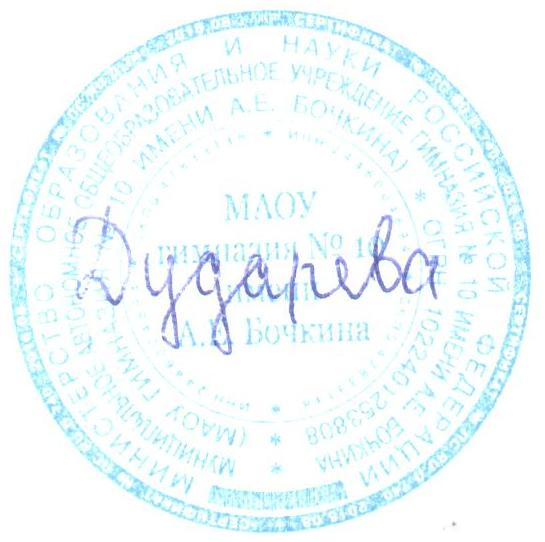 МИНИСТЕРСТВО ОБРАЗОВАНИЯ И НАУКИ РОССИЙСКОЙ ФЕДЕРАЦИИ
МУНИЦИПАЛЬНОЕ АВТОНОМНОЕ ОБЩЕОБРАЗОВАТЕЛЬНОЕ УЧРЕЖДЕНИЕ ГИМНАЗИЯ № 10 ИМЕНИ А.Е. БОЧКИНА
(МАОУ ГИМНАЗИЯ № 10 ИМЕНИ А.Е. БОЧКИНА) * ОГРН 1022401253808 *
МАОУ
гимназия № 10
имени
А.Е. Бочкина
Дударева